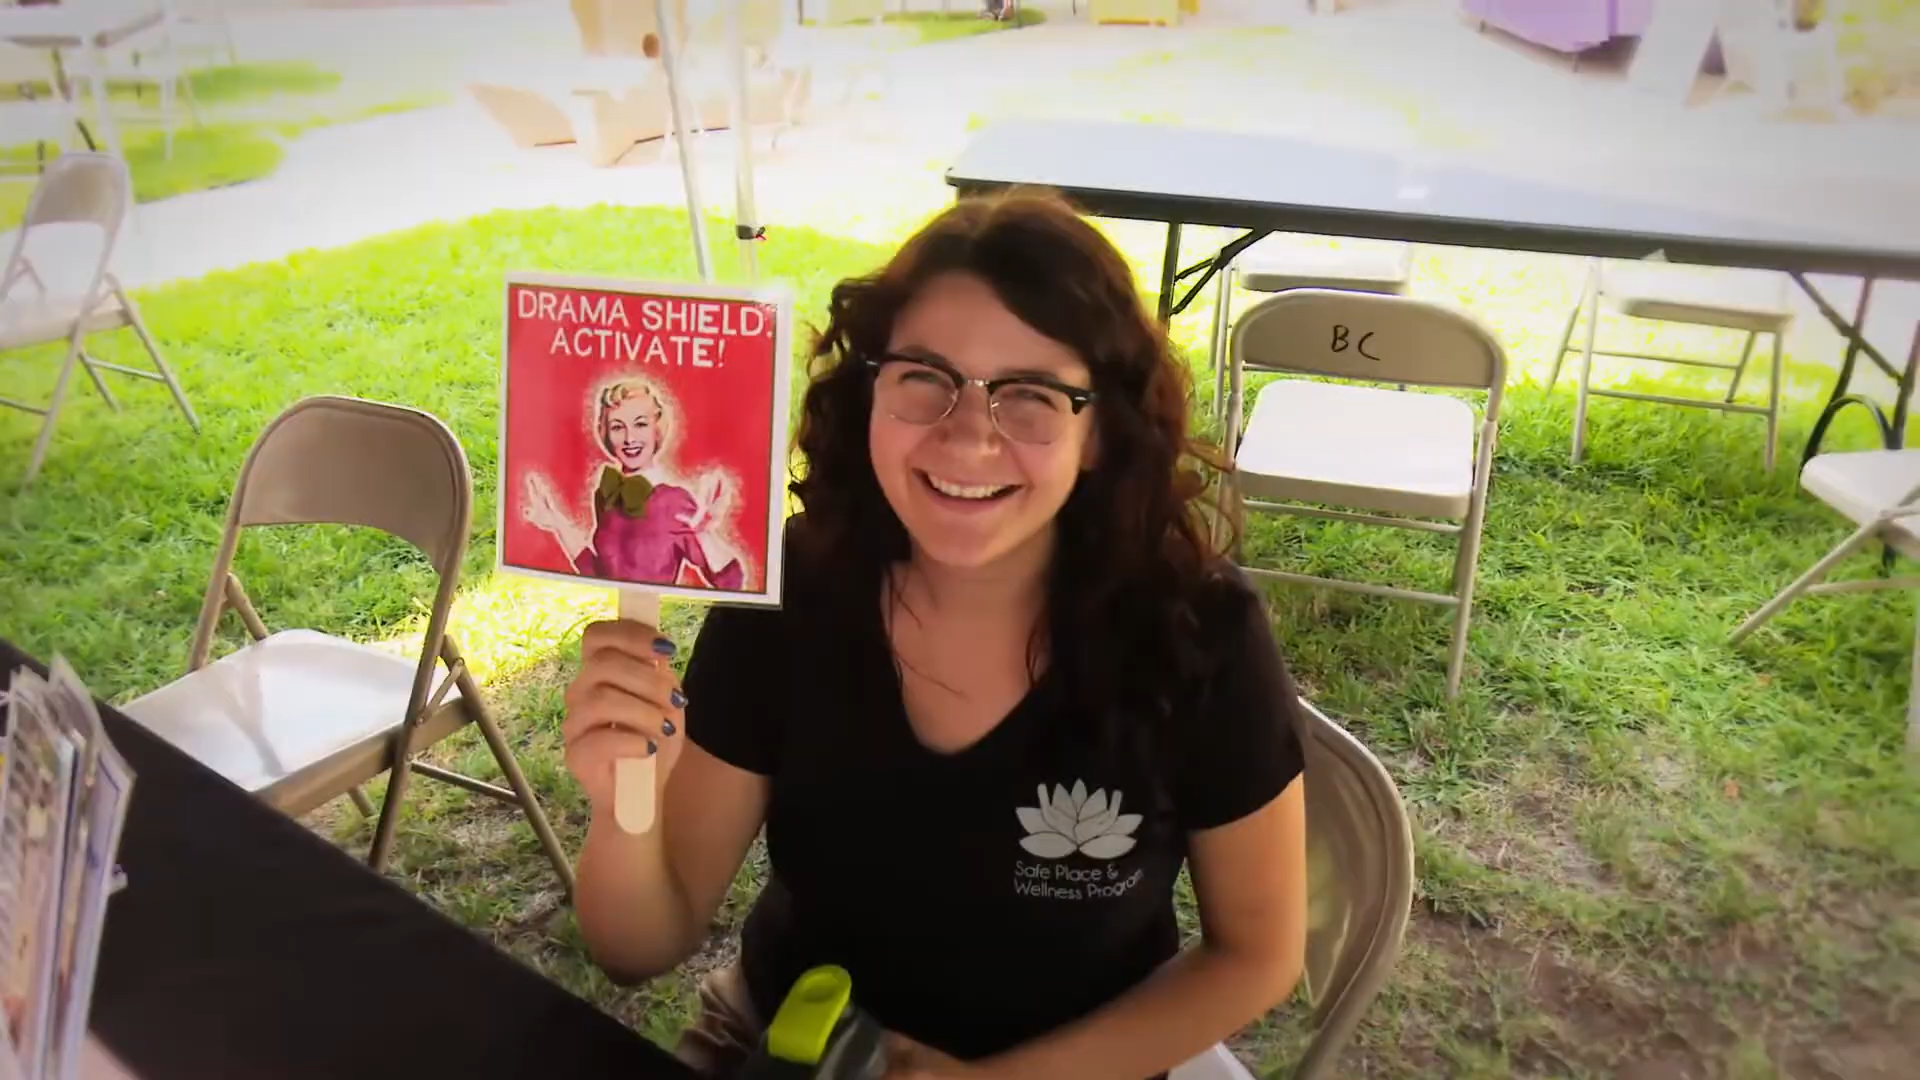 DRAMA SHIELD,
ACTIVATE!
BC
Safe Place &
Wellness Program